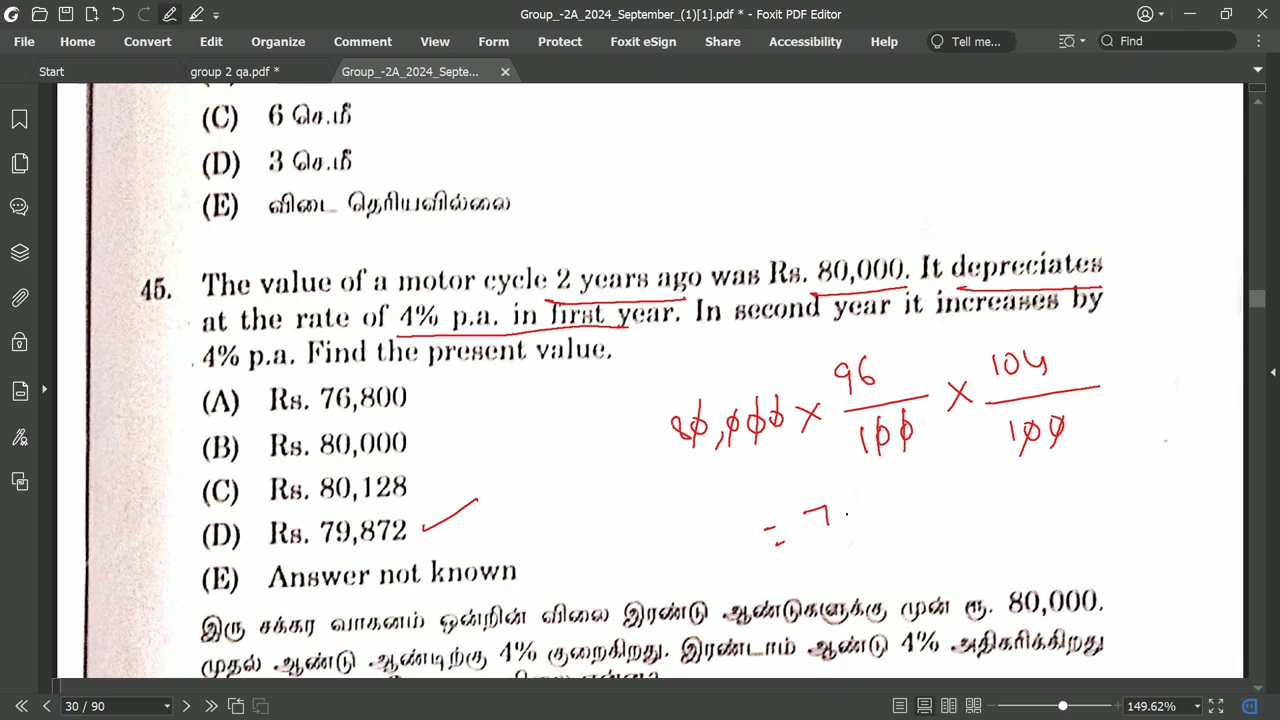 Group_-2A_2024_September_(1)[1].pdf * - Foxit PDF Editor
File Home Convert Edit Organize Comment View Form Protect Foxit eSign Share Accessibility Help Tell me... Find
Start group 2 qa.pdf * Group_-2A_2024_Septe...
(C) 6 செ.மீ
(D) 3 செ.மீ
(E) விடை தெரியவில்லை
45. The value of a motor cycle 2 years ago was Rs. 80,000. It depreciates
at the rate of 4% p.a. in first year. In second year it increases by
4% p.a. Find the present value.
(A) Rs. 76,800
(B) Rs. 80,000
(C) Rs. 80,128
(D) Rs. 79,872
(E) Answer not known
80,000 × 96/100 × 104/100
= 7
இரு சக்கர வாகனம் ஒன்றின் விலை இரண்டு ஆண்டுகளுக்கு முன் ரூ. 80,000.
முதல் ஆண்டு ஆண்டிற்கு 4% குறைகிறது. இரண்டாம் ஆண்டு 4% அதிகரிக்கிறது
30 / 90 149.62%